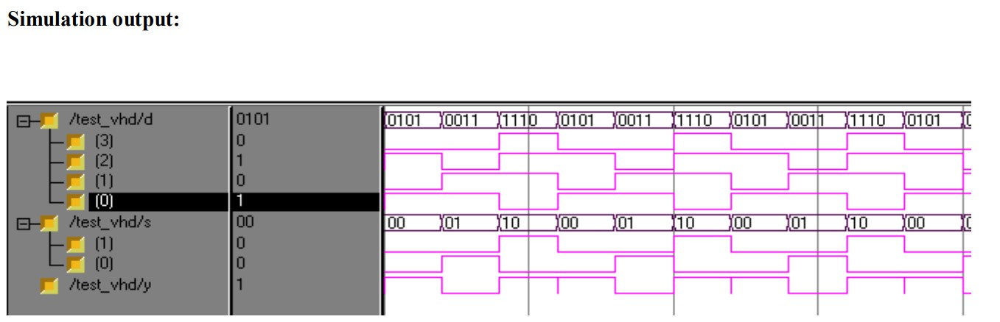 Simulation output:
/test_vhd/d 0101 0101 0011 1110 0101 0011 1110 0101 0011 1110 0101
(3) 0
(2) 1
(1) 0
(0) 1
/test_vhd/s 00 00 01 10 00 01 10 00 01 10 00
(1) 0
(0) 0
/test_vhd/y 1